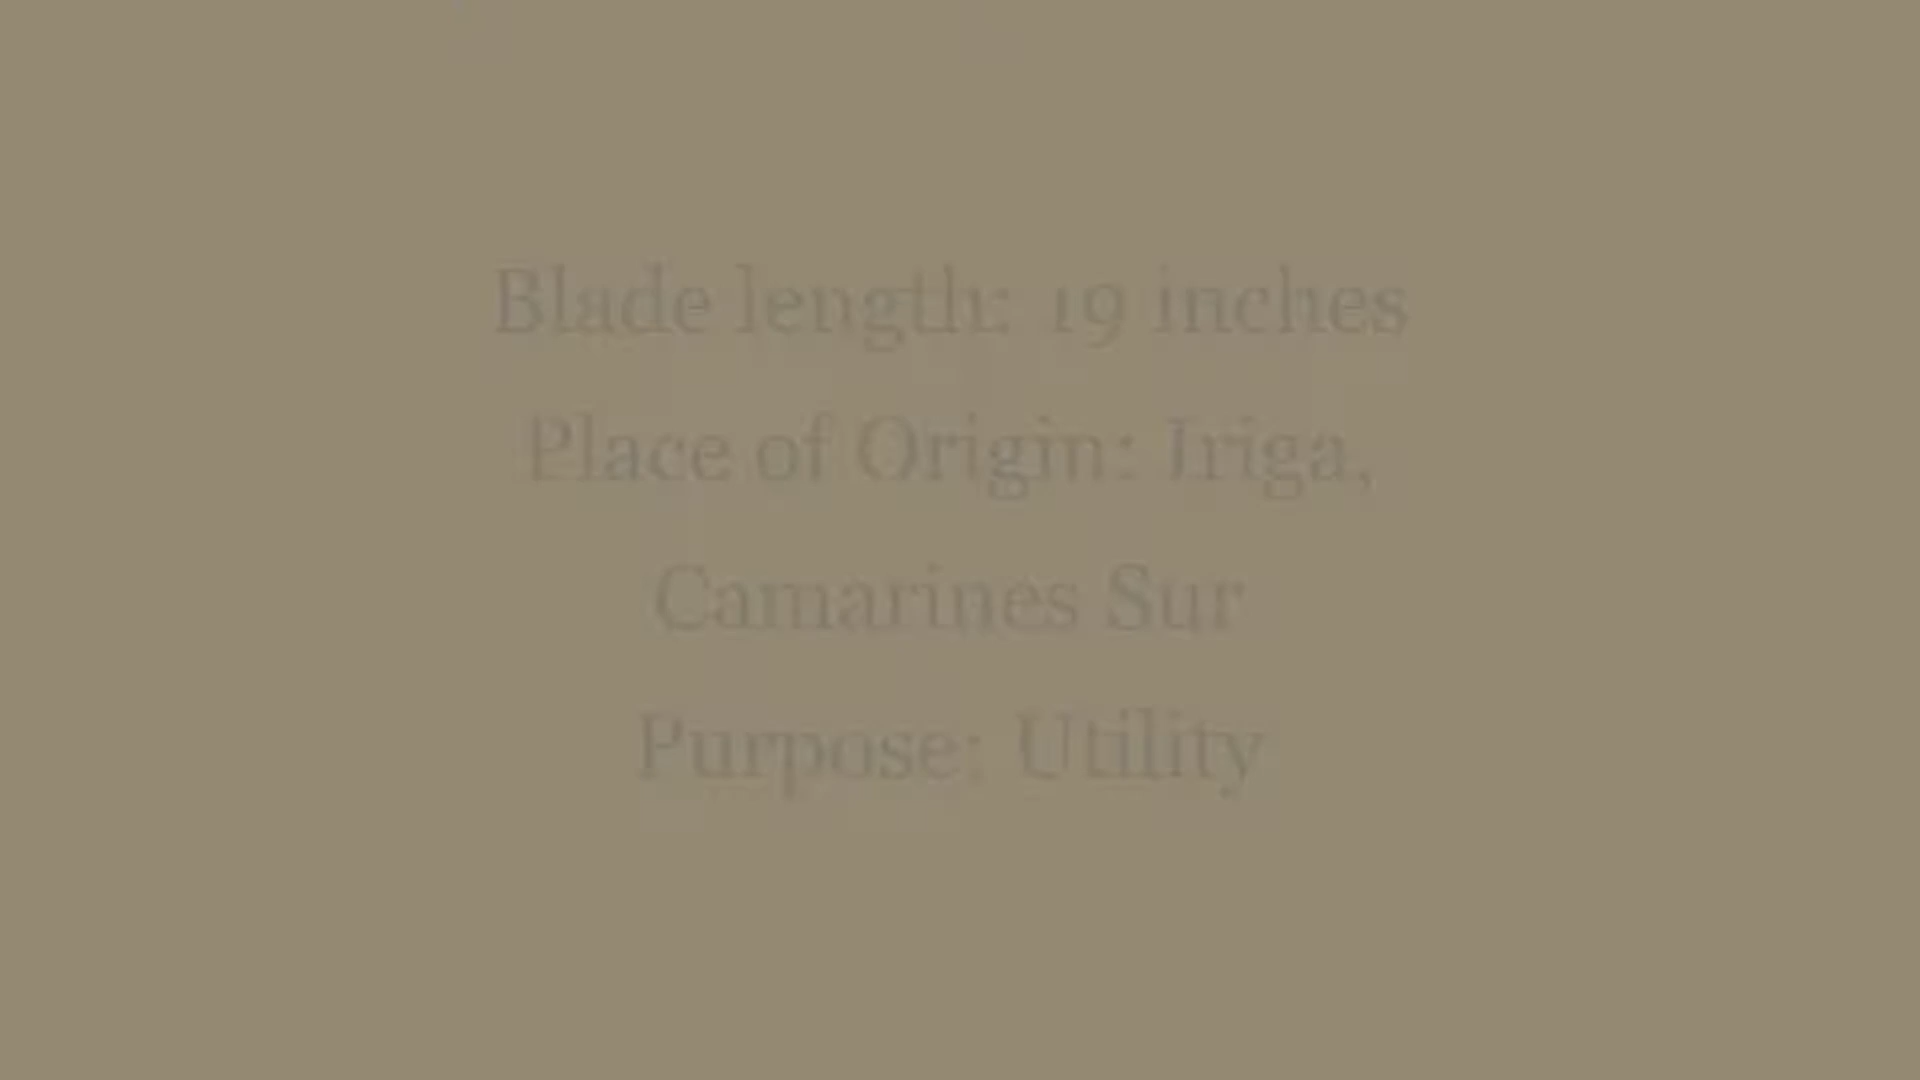 Blade length: 19 inches
Place of Origin: Iriga,
Camarines Sur
Purpose: Utility